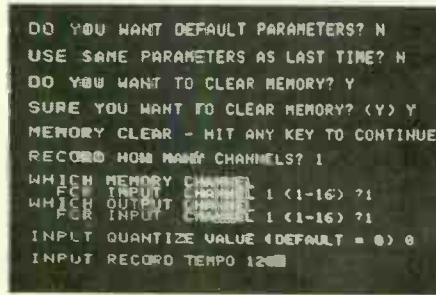 DO YOU WANT DEFAULT PARAMETERS? N
USE SAME PARAMETERS AS LAST TIME? N
DO YOU WANT TO CLEAR MEMORY? Y
SURE YOU WANT TO CLEAR MEMORY? (Y) Y
MEMORY CLEAR - HIT ANY KEY TO CONTINUE
RECORD HOW MANY CHANNELS? 1
WHICH MEMORY CHANNEL
FOR INPUT CHANNEL 1 (1-16) ?1
WHICH OUTPUT CHANNEL
FOR INPUT CHANNEL 1 (1-16) ?1
INPUT QUANTIZE VALUE (DEFAULT = 0) 0
INPUT RECORD TEMPO